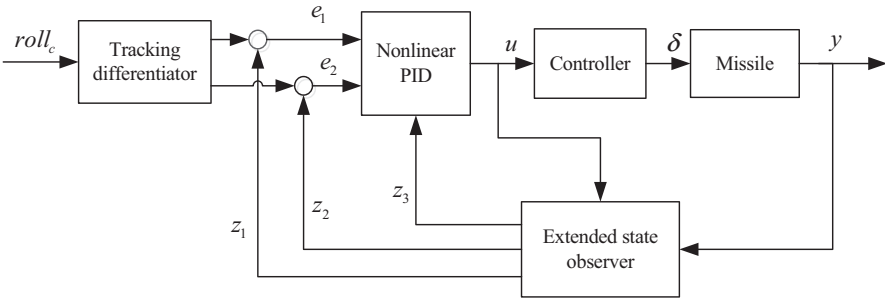 roll_c
Tracking
differentiator
e_1
e_2
Nonlinear
PID
u
Controller
δ
Missile
y
z_1
z_2
z_3
Extended state
observer